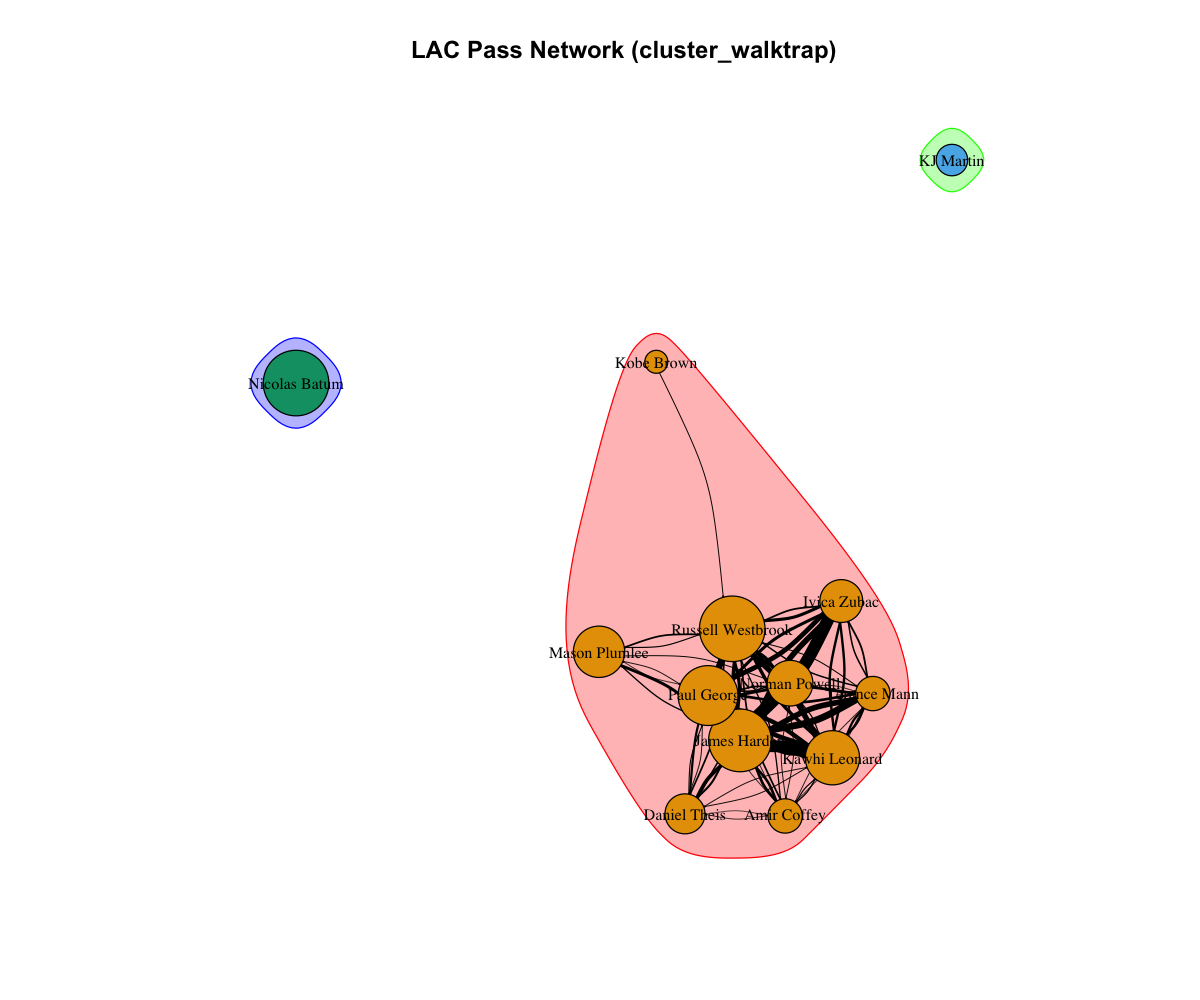 LAC Pass Network (cluster_walktrap)
KJ Martin
Kobe Brown
Nicolas Batum
Ivica Zubac
Russell Westbrook
Mason Plumlee
Norman Powell
Paul George
Terance Mann
James Harden
Kawhi Leonard
Daniel Theis
Amir Coffey